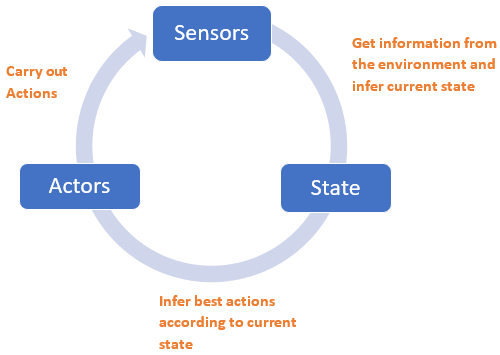 Sensors
Get information from
the environment and
infer current state
Carry out
Actions
Actors
State
Infer best actions
according to current
state